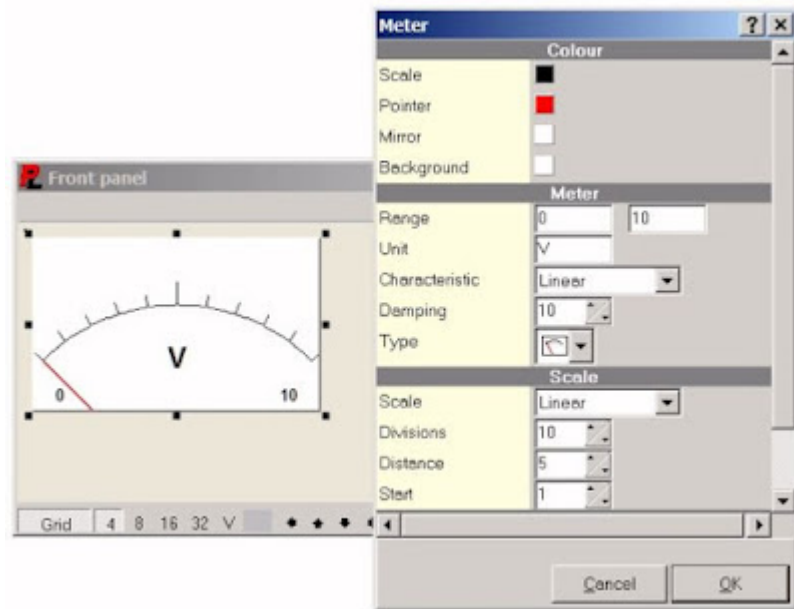 Front panel
V
0 10
Grid 4 8 16 32 V
Meter
Colour
Scale
Pointer
Mirror
Background
Meter
Range 0 10
Unit V
Characteristic Linear
Damping 10
Type
Scale
Scale Linear
Divisions 10
Distance 5
Start 1
Cancel OK